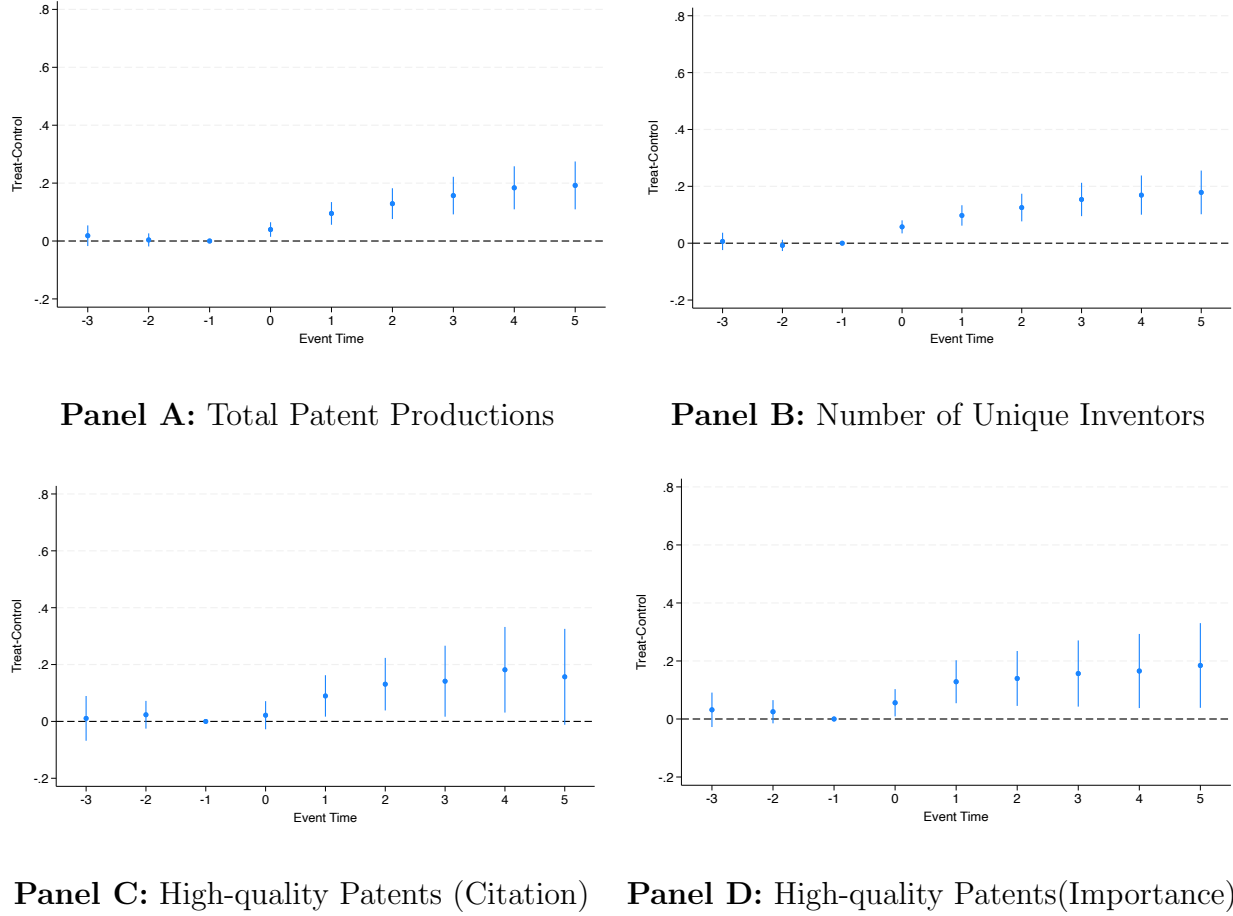 .8
.6
.4
.2
0
-.2
Treat-Control
-3 -2 -1 0 1 2 3 4 5
Event Time
Panel A: Total Patent Productions
.8
.6
.4
.2
0
-.2
Treat-Control
-3 -2 -1 0 1 2 3 4 5
Event Time
Panel B: Number of Unique Inventors
.8
.6
.4
.2
0
-.2
Treat-Control
-3 -2 -1 0 1 2 3 4 5
Event Time
Panel C: High-quality Patents (Citation)
.8
.6
.4
.2
0
-.2
Treat-Control
-3 -2 -1 0 1 2 3 4 5
Event Time
Panel D: High-quality Patents(Importance)